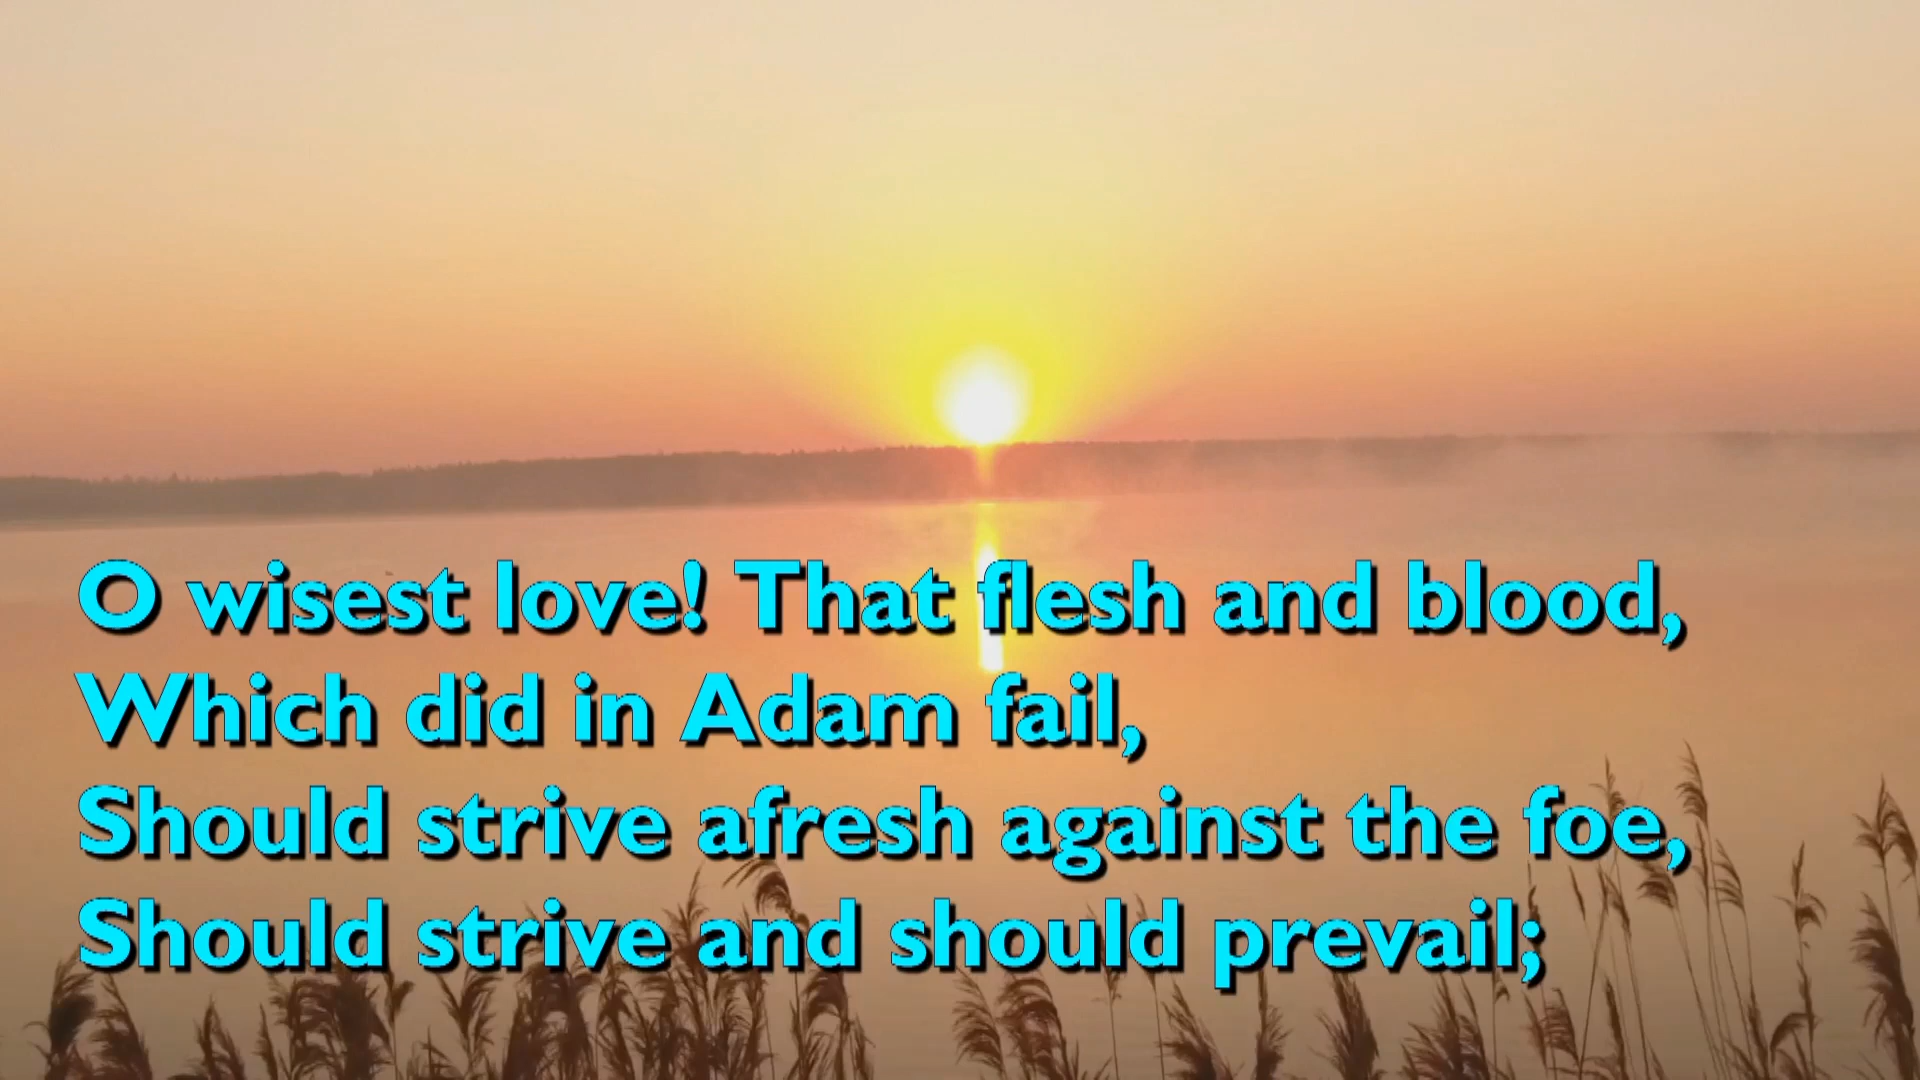 O wisest love! That flesh and blood,
Which did in Adam fail,
Should strive afresh against the foe,
Should strive and should prevail;